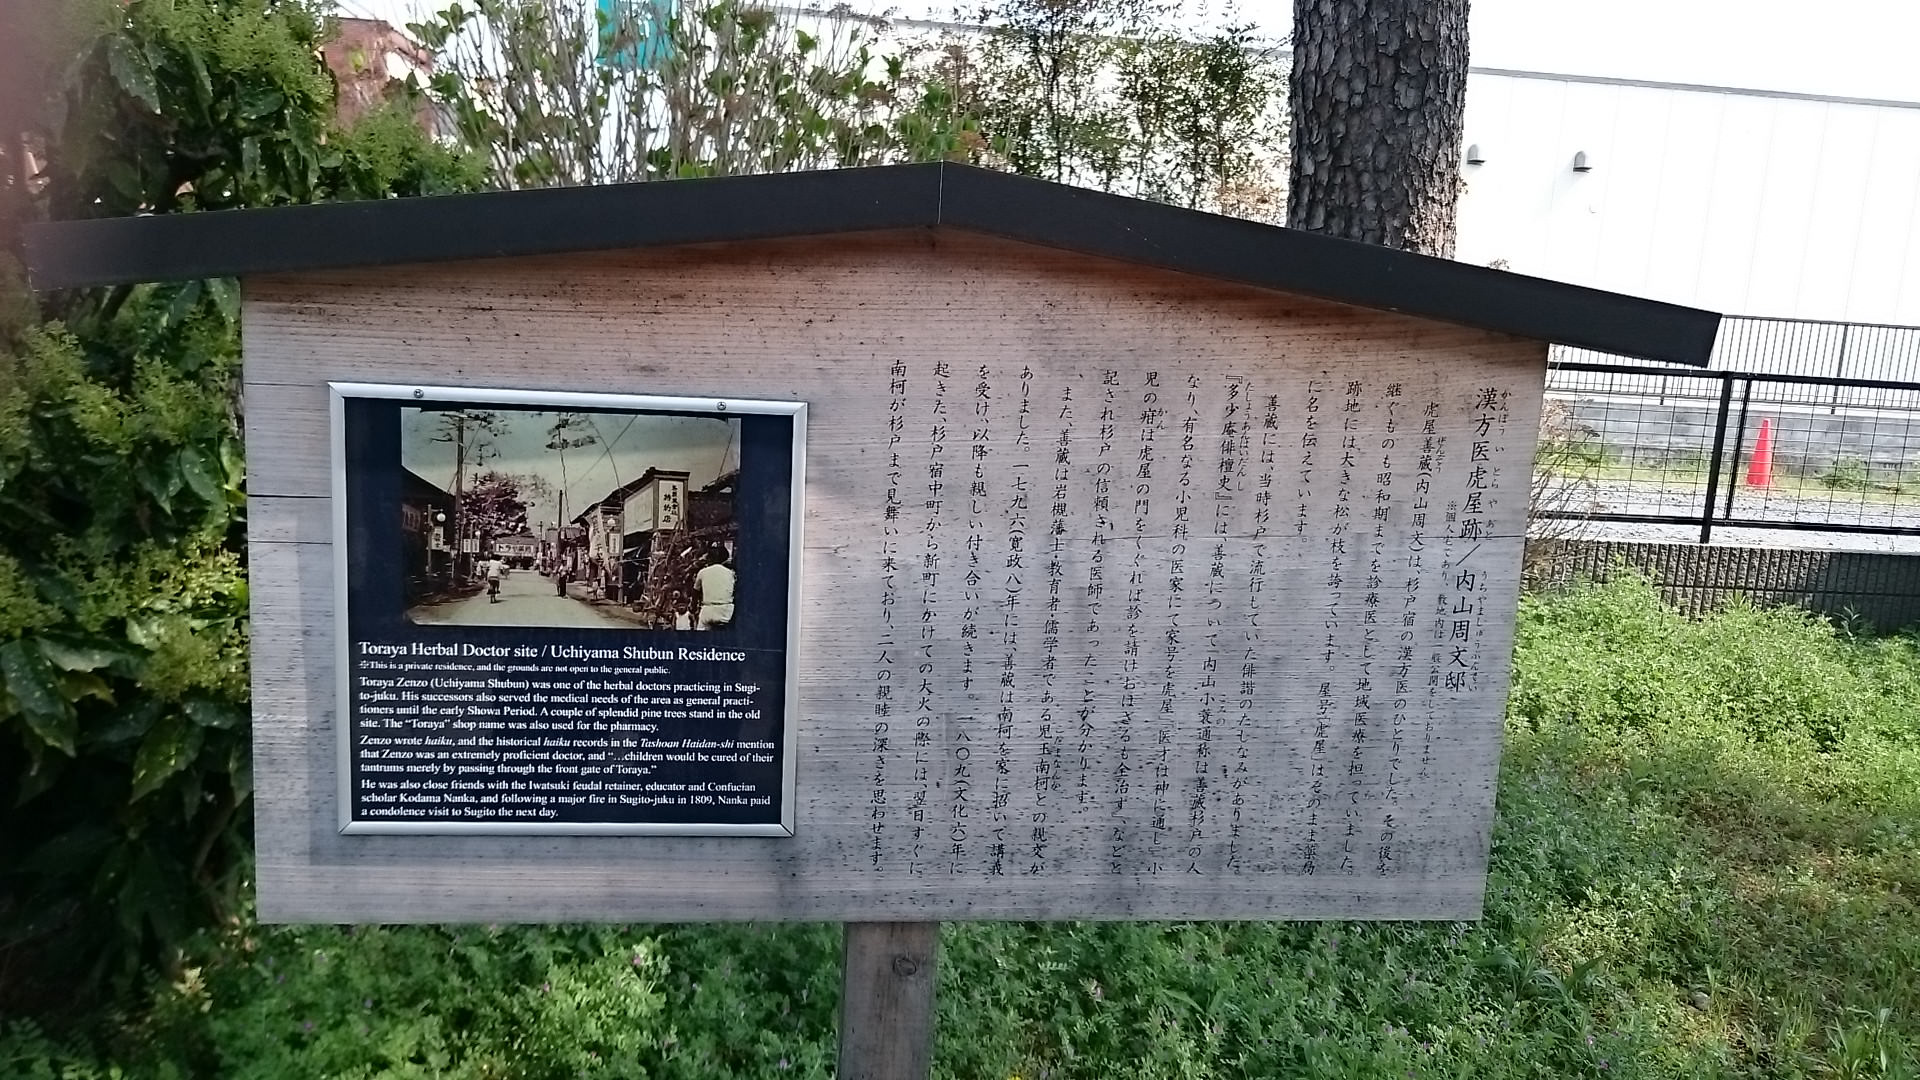 漢方医虎屋跡／内山周文邸
※個人宅であり、敷地内は一般公開をしておりません。
虎屋善蔵(内山周文)は、杉戸宿の漢方医のひとりでした。その後を
継ぐものも昭和期までを診療医として地域医療を担っていました。
跡地には、大きな松が枝を誇っています。屋号「虎屋」はそのまま薬局
に名を伝えています。
善蔵には、当時杉戸で流行していた俳諧のたしなみがありました。
『多少庵俳檀史』には、善蔵について「内山小蓑通称は善蔵杉戸の人
なり、有名なる小児科の医家にて家号を虎屋「医才は神に通し」小
児の疳は虎屋の門をくぐれば診を請けおはさるも全治す」、などと
記され杉戸の信頼される医師であったことが分かります。
また、善蔵は岩槻藩士・教育者・儒学者である児玉南柯との親交が
ありました。一七九六(寛政八)年には、善蔵は南柯を家に招いて講義
を受け、以降も親しい付き合いが続きます。一八〇九(文化六)年に
起きた、杉戸宿中町から新町にかけての大火の際には、翌日すぐに
南柯が杉戸まで見舞いに来ており、二人の親睦の深さを思わせます。
特約店
Toraya Herbal Doctor site / Uchiyama Shubun Residence
※This is a private residence, and the grounds are not open to the general public.
Toraya Zenzo (Uchiyama Shubun) was one of the herbal doctors practicing in Sugi-
to-juku. His successors also served the medical needs of the area as general practi-
tioners until the early Showa Period. A couple of splendid pine trees stand in the old
site. The “Toraya” shop name was also used for the pharmacy.
Zenzo wrote haiku, and the historical haiku records in the Tashoan Haidan-shi mention
that Zenzo was an extremely proficient doctor, and “...children would be cured of their
tantrums merely by passing through the front gate of Toraya.”
He was also close friends with the Iwatsuki feudal retainer, educator and Confucian
scholar Kodama Nanka, and following a major fire in Sugito-juku in 1809, Nanka paid
a condolence visit to Sugito the next day.